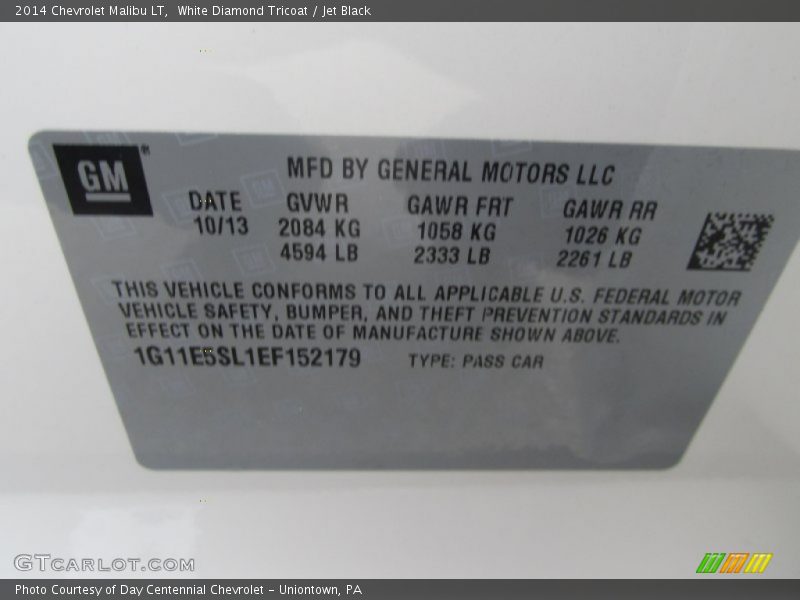 2014 Chevrolet Malibu LT,  White Diamond Tricoat / Jet Black
GM® MFD BY GENERAL MOTORS LLC
DATE GVWR GAWR FRT GAWR RR
10/13 2084 KG 1058 KG 1026 KG
4594 LB 2333 LB 2261 LB
THIS VEHICLE CONFORMS TO ALL APPLICABLE U.S. FEDERAL MOTOR
VEHICLE SAFETY, BUMPER, AND THEFT PREVENTION STANDARDS IN
EFFECT ON THE DATE OF MANUFACTURE SHOWN ABOVE.
1G11E5SL1EF152179 TYPE: PASS CAR
GTCARLOT.COM
Photo Courtesy of Day Centennial Chevrolet - Uniontown, PA